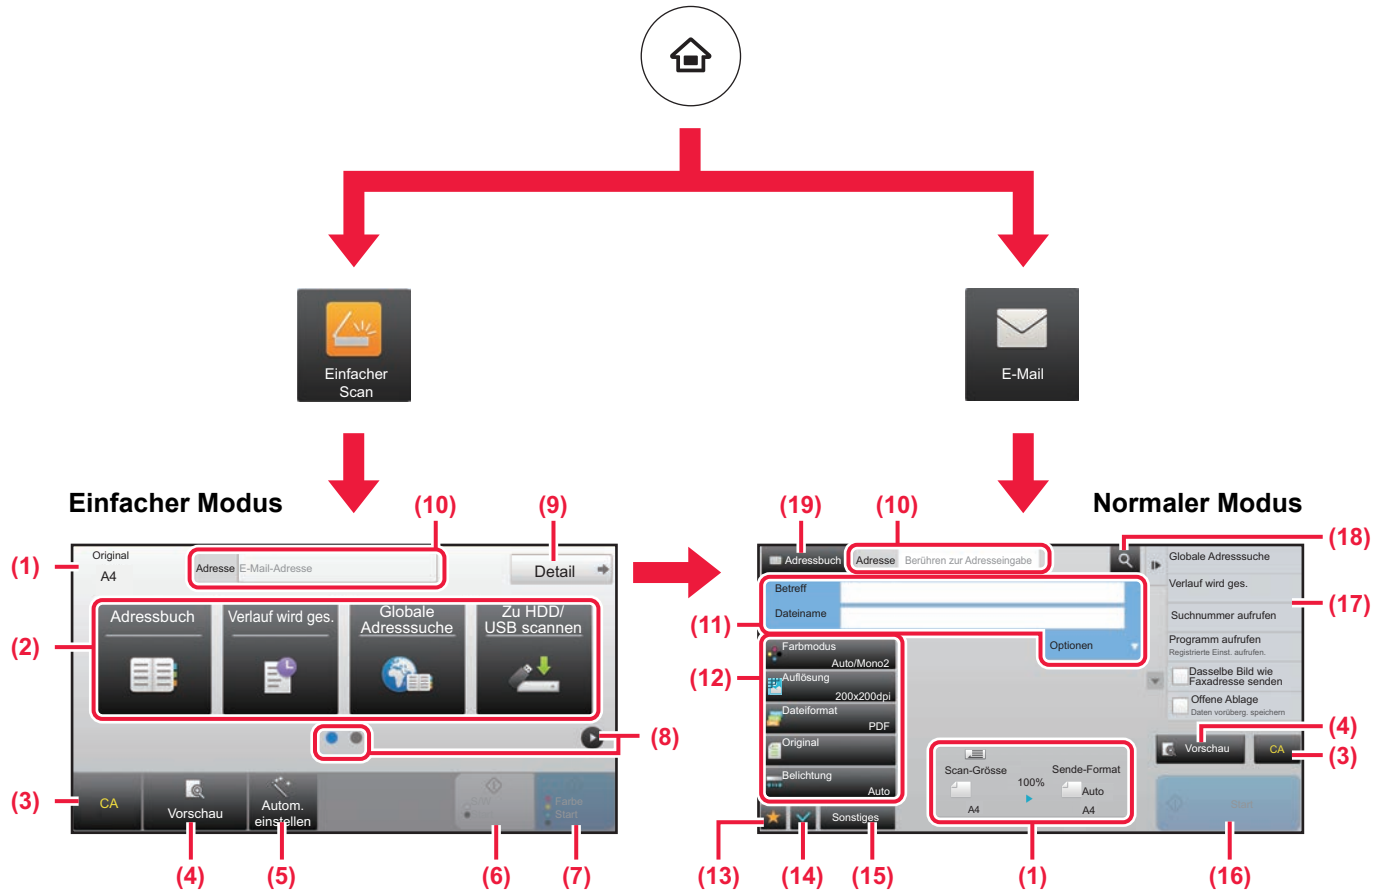 Einfacher
Scan
E-Mail
Einfacher Modus
(10)
(9)
(1)
Original
A4
Adresse E-Mail-Adresse
Detail
(2)
Adressbuch
Verlauf wird ges.
Globale
Adresssuche
Zu HDD/
USB scannen
(8)
(3)
CA
Vorschau
Autom.
einstellen
Farbe
Start
(4)
(5)
(6)
(7)
Normaler Modus
(19)
(10)
(18)
Adressbuch
Adresse Berühren zur Adresseingabe
Globale Adresssuche
Verlauf wird ges.
(17)
Suchnummer aufrufen
Programm aufrufen
Registrierte Einst. aufrufen.
Dasselbe Bild wie
Faxadresse senden
Offene Ablage
Daten vorüberg. speichern
Betreff
Dateiname
(11)
Optionen
(12)
Farbmodus
Auto/Mono2
Auflösung
200x200dpi
Dateiformat
PDF
Original
Belichtung
Auto
Scan-Grösse
A4
100%
Sende-Format
Auto
A4
(4)
Vorschau
CA
(3)
Start
Sonstiges
(13)
(14)
(15)
(1)
(16)